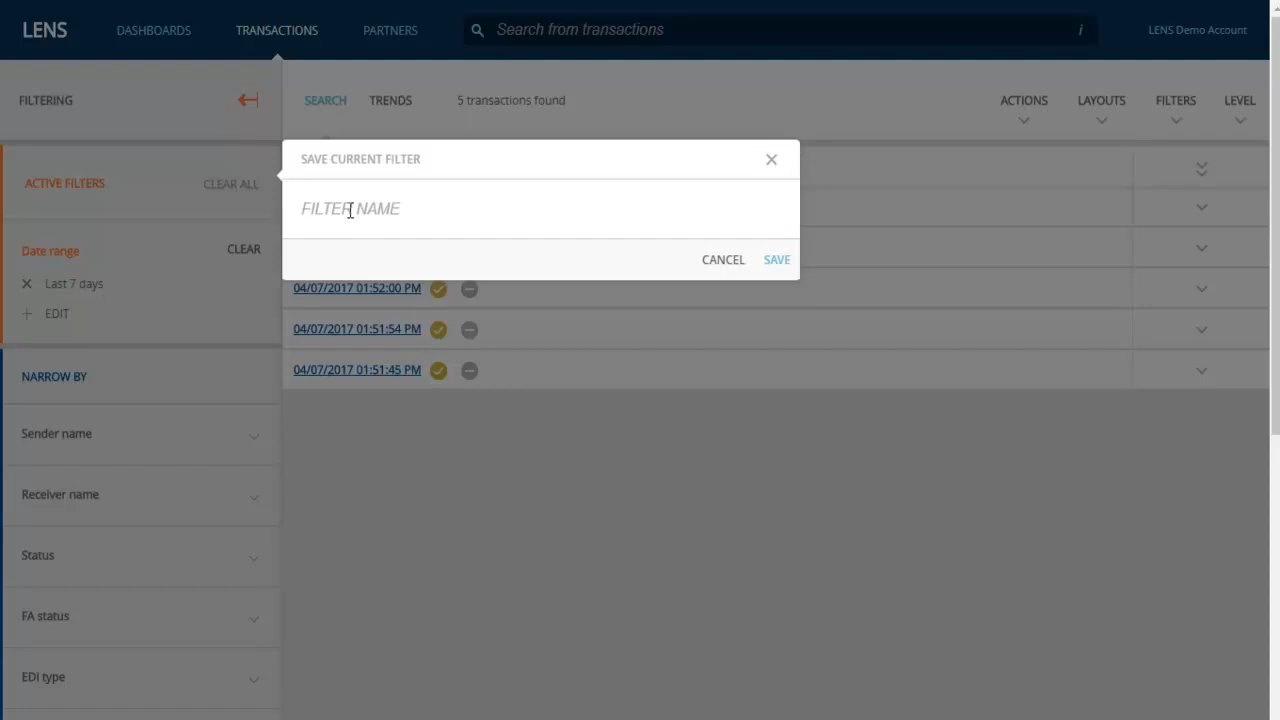 LENS
DASHBOARDS
TRANSACTIONS
PARTNERS
Search from transactions
i
LENS Demo Account
FILTERING
SEARCH
TRENDS
5 transactions found
ACTIONS
LAYOUTS
FILTERS
LEVEL
SAVE CURRENT FILTER
FILTER NAME
CANCEL
SAVE
ACTIVE FILTERS
CLEAR ALL
Date range
CLEAR
Last 7 days
EDIT
04/07/2017 01:52:00 PM
04/07/2017 01:51:54 PM
04/07/2017 01:51:45 PM
NARROW BY
Sender name
Receiver name
Status
FA status
EDI type